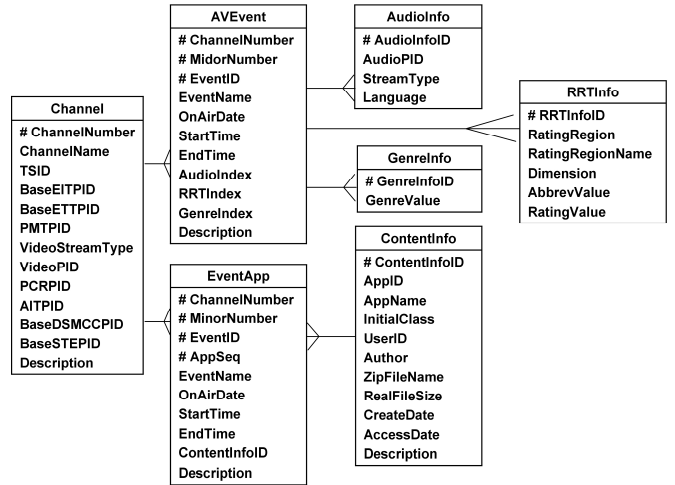 Channel
# ChannelNumber
ChannelName
TSID
BaseEITPID
BaseETTPID
PMTPID
VideoStreamType
VideoPID
PCRPID
AITPID
BaseDSMCCPID
BaseSTEPID
Description
AVEvent
# ChannelNumber
# MidorNumber
# EventID
EventName
OnAirDate
StartTime
EndTime
AudioIndex
RRTIndex
GenreIndex
Description
EventApp
# ChannelNumber
# MinorNumber
# EventID
# AppSeq
EventName
OnAirDate
StartTime
EndTime
ContentInfoID
Description
AudioInfo
# AudioInfoID
AudioPID
StreamType
Language
GenreInfo
# GenreInfoID
GenreValue
ContentInfo
# ContentInfoID
AppID
AppName
InitialClass
UserID
Author
ZipFileName
RealFileSize
CreateDate
AccessDate
Description
RRTInfo
# RRTInfoID
RatingRegion
RatingRegionName
Dimension
AbbrevValue
RatingValue